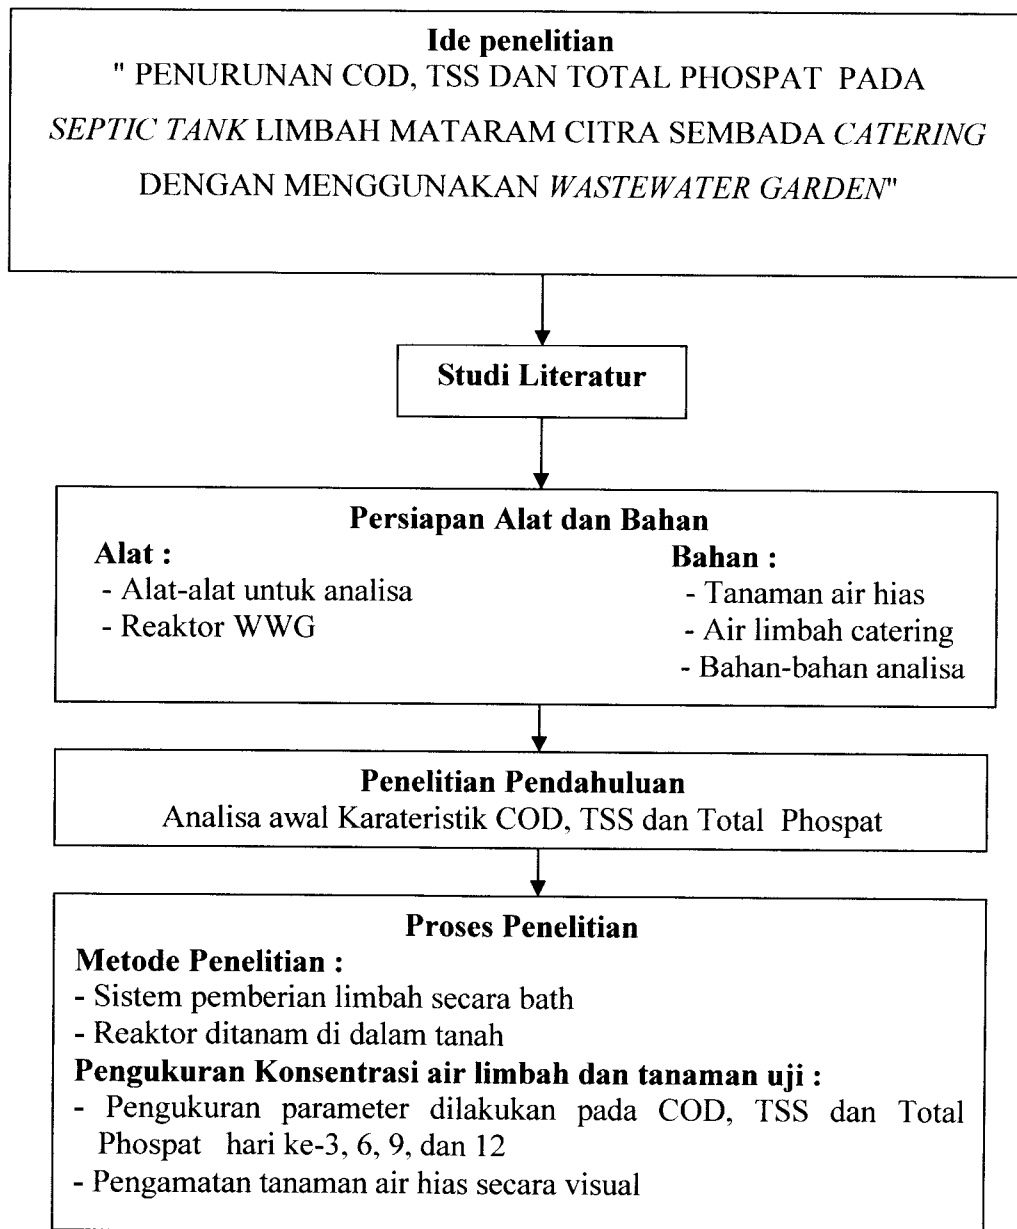 Ide penelitian
" PENURUNAN COD, TSS DAN TOTAL PHOSPAT PADA
SEPTIC TANK LIMBAH MATARAM CITRA SEMBADA CATERING
DENGAN MENGGUNAKAN WASTEWATER GARDEN"
Studi Literatur
Persiapan Alat dan Bahan
Alat :
- Alat-alat untuk analisa
- Reaktor WWG
Bahan :
- Tanaman air hias
- Air limbah catering
- Bahan-bahan analisa
Penelitian Pendahuluan
Analisa awal Karateristik COD, TSS dan Total Phospat
Proses Penelitian
Metode Penelitian :
- Sistem pemberian limbah secara bath
- Reaktor ditanam di dalam tanah
Pengukuran Konsentrasi air limbah dan tanaman uji :
- Pengukuran parameter dilakukan pada COD, TSS dan Total
Phospat hari ke-3, 6, 9, dan 12
- Pengamatan tanaman air hias secara visual